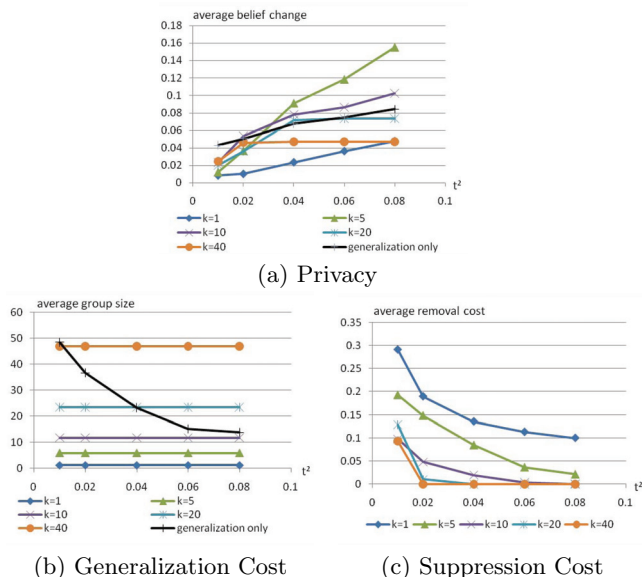 average belief change
0.18
0.16
0.14
0.12
0.1
0.08
0.06
0.04
0.02
0
0 0.02 0.04 0.06 0.08 0.1
t²
k=1 k=5
k=10 k=20
k=40 generalization only
(a) Privacy
average group size
60
50
40
30
20
10
0
0 0.02 0.04 0.06 0.08 0.1
t²
k=1 k=5
k=10 k=20
k=40 generalization only
(b) Generalization Cost
average removal cost
0.35
0.3
0.25
0.2
0.15
0.1
0.05
0
0 0.02 0.04 0.06 0.08 0.1
t²
k=1 k=5 k=10 k=20 k=40
(c) Suppression Cost